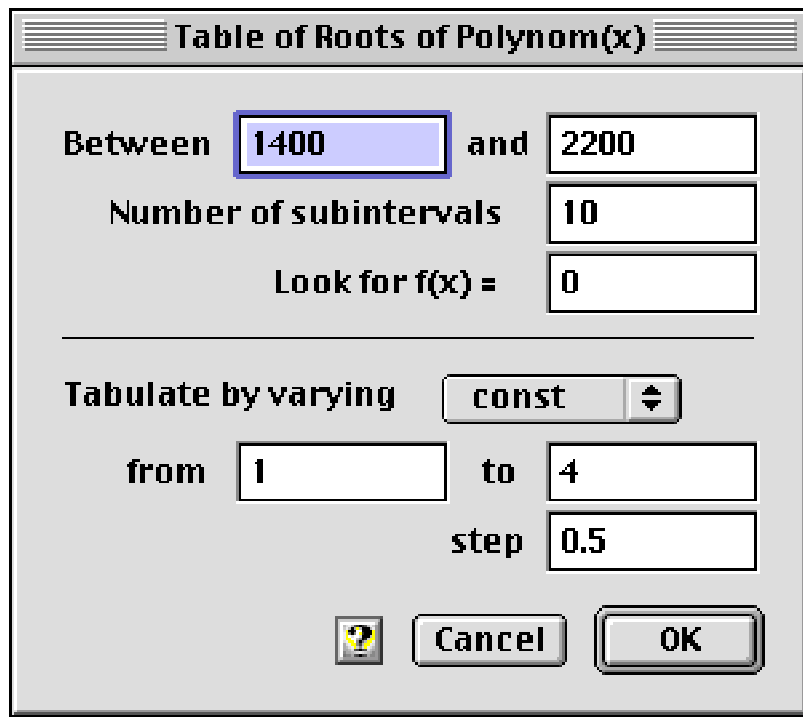 Table of Roots of Polynom(x)
Between 1400 and 2200
Number of subintervals 10
Look for f(x) = 0
Tabulate by varying const
from 1 to 4
step 0.5
? Cancel OK